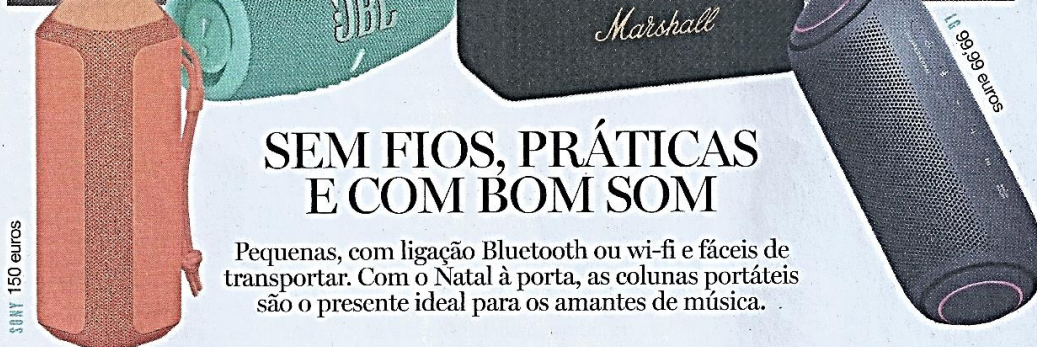 JBL
Marshall
LG 99,99 euros
SEM FIOS, PRÁTICAS
E COM BOM SOM
Pequenas, com ligação Bluetooth ou wi-fi e fáceis de
transportar. Com o Natal à porta, as colunas portáteis
são o presente ideal para os amantes de música.
SONY 150 euros